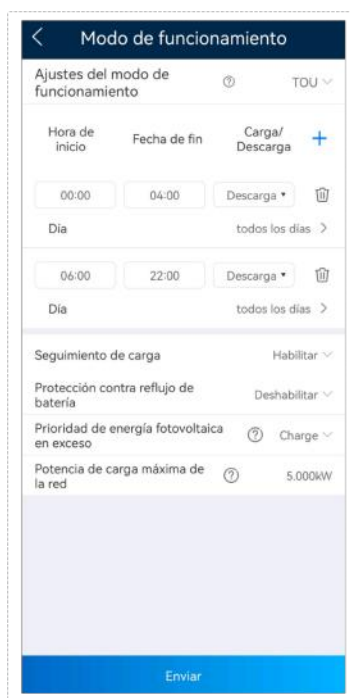 Modo de funcionamiento
Ajustes del modo de
funcionamiento
TOU
Hora de
inicio
Fecha de fin
Carga/
Descarga
00:00 04:00 Descarga
Día todos los días
06:00 22:00 Descarga
Día todos los días
Seguimiento de carga Habilitar
Protección contra reflujo de
batería
Deshabilitar
Prioridad de energía fotovoltaica
en exceso
Charge
Potencia de carga máxima de
la red
5.000kW
Enviar